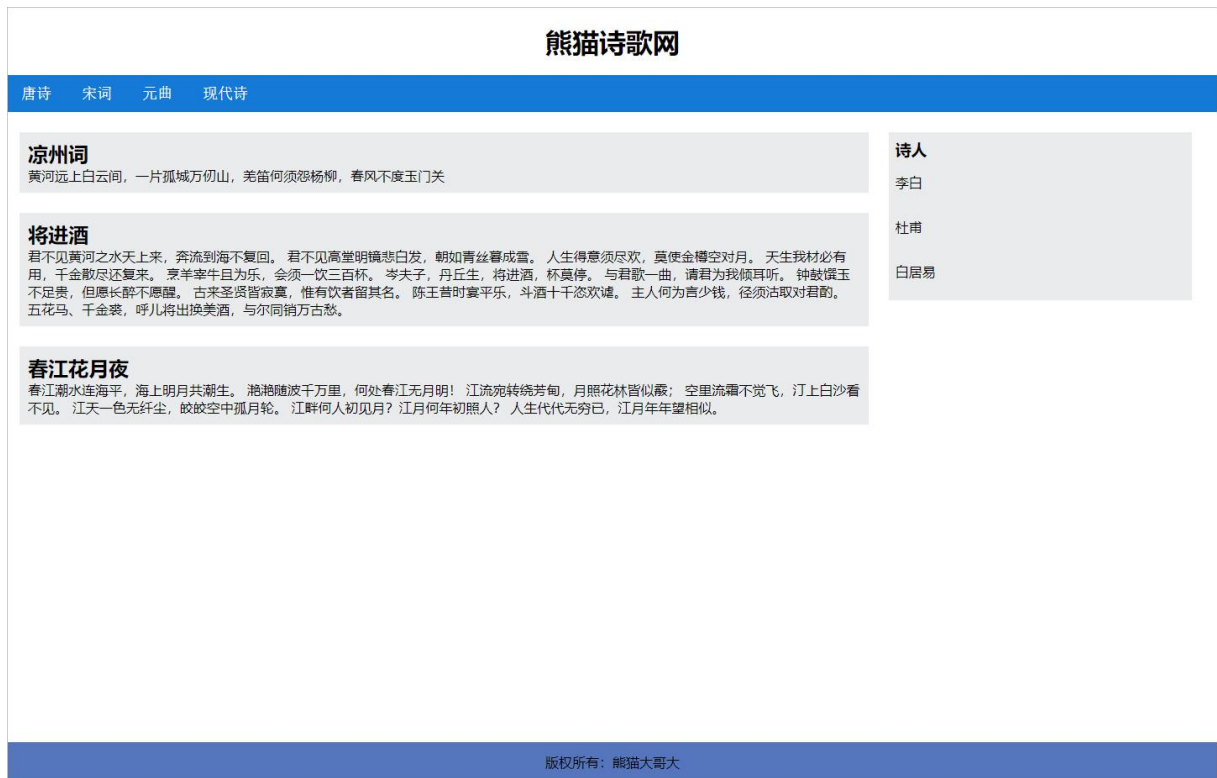 熊猫诗歌网
唐诗 宋词 元曲 现代诗
凉州词
黄河远上白云间，一片孤城万仞山，羌笛何须怨杨柳，春风不度玉门关
将进酒
君不见黄河之水天上来，奔流到海不复回。 君不见高堂明镜悲白发，朝如青丝暮成雪。 人生得意须尽欢，莫使金樽空对月。 天生我材必有
用，千金散尽还复来。 烹羊宰牛且为乐，会须一饮三百杯。 岑夫子，丹丘生，将进酒，杯莫停。 与君歌一曲，请君为我倾耳听。 钟鼓馔玉
不足贵，但愿长醉不愿醒。 古来圣贤皆寂寞，惟有饮者留其名。 陈王昔时宴平乐，斗酒十千恣欢谑。 主人何为言少钱，径须沽取对君酌。
五花马、千金裘，呼儿将出换美酒，与尔同销万古愁。
春江花月夜
春江潮水连海平，海上明月共潮生。 滟滟随波千万里，何处春江无月明！ 江流宛转绕芳甸，月照花林皆似霰； 空里流霜不觉飞，汀上白沙看
不见。 江天一色无纤尘，皎皎空中孤月轮。 江畔何人初见月？江月何年初照人？ 人生代代无穷已，江月年年望相似。
诗人
李白
杜甫
白居易
版权所有：熊猫大哥大